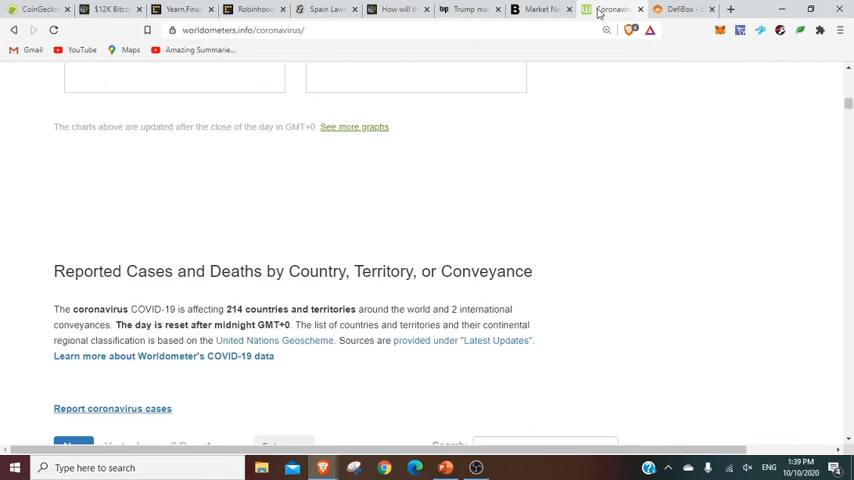 CoinGecko
$12K Bitco
Yearn.Finan
Robinhood
Spain Law
How will th
Trump mak
Market Ne
Coronaviru
DefiBox -
worldometers.info/coronavirus/
Gmail
YouTube
Maps
Amazing Summarie...
The charts above are updated after the close of the day in GMT+0. See more graphs
Reported Cases and Deaths by Country, Territory, or Conveyance
The coronavirus COVID-19 is affecting 214 countries and territories around the world and 2 international
conveyances. The day is reset after midnight GMT+0. The list of countries and territories and their continental
regional classification is based on the United Nations Geoscheme. Sources are provided under "Latest Updates".
Learn more about Worldometer's COVID-19 data
Report coronavirus cases
Search:
Type here to search
ENG
1:39 PM
10/10/2020